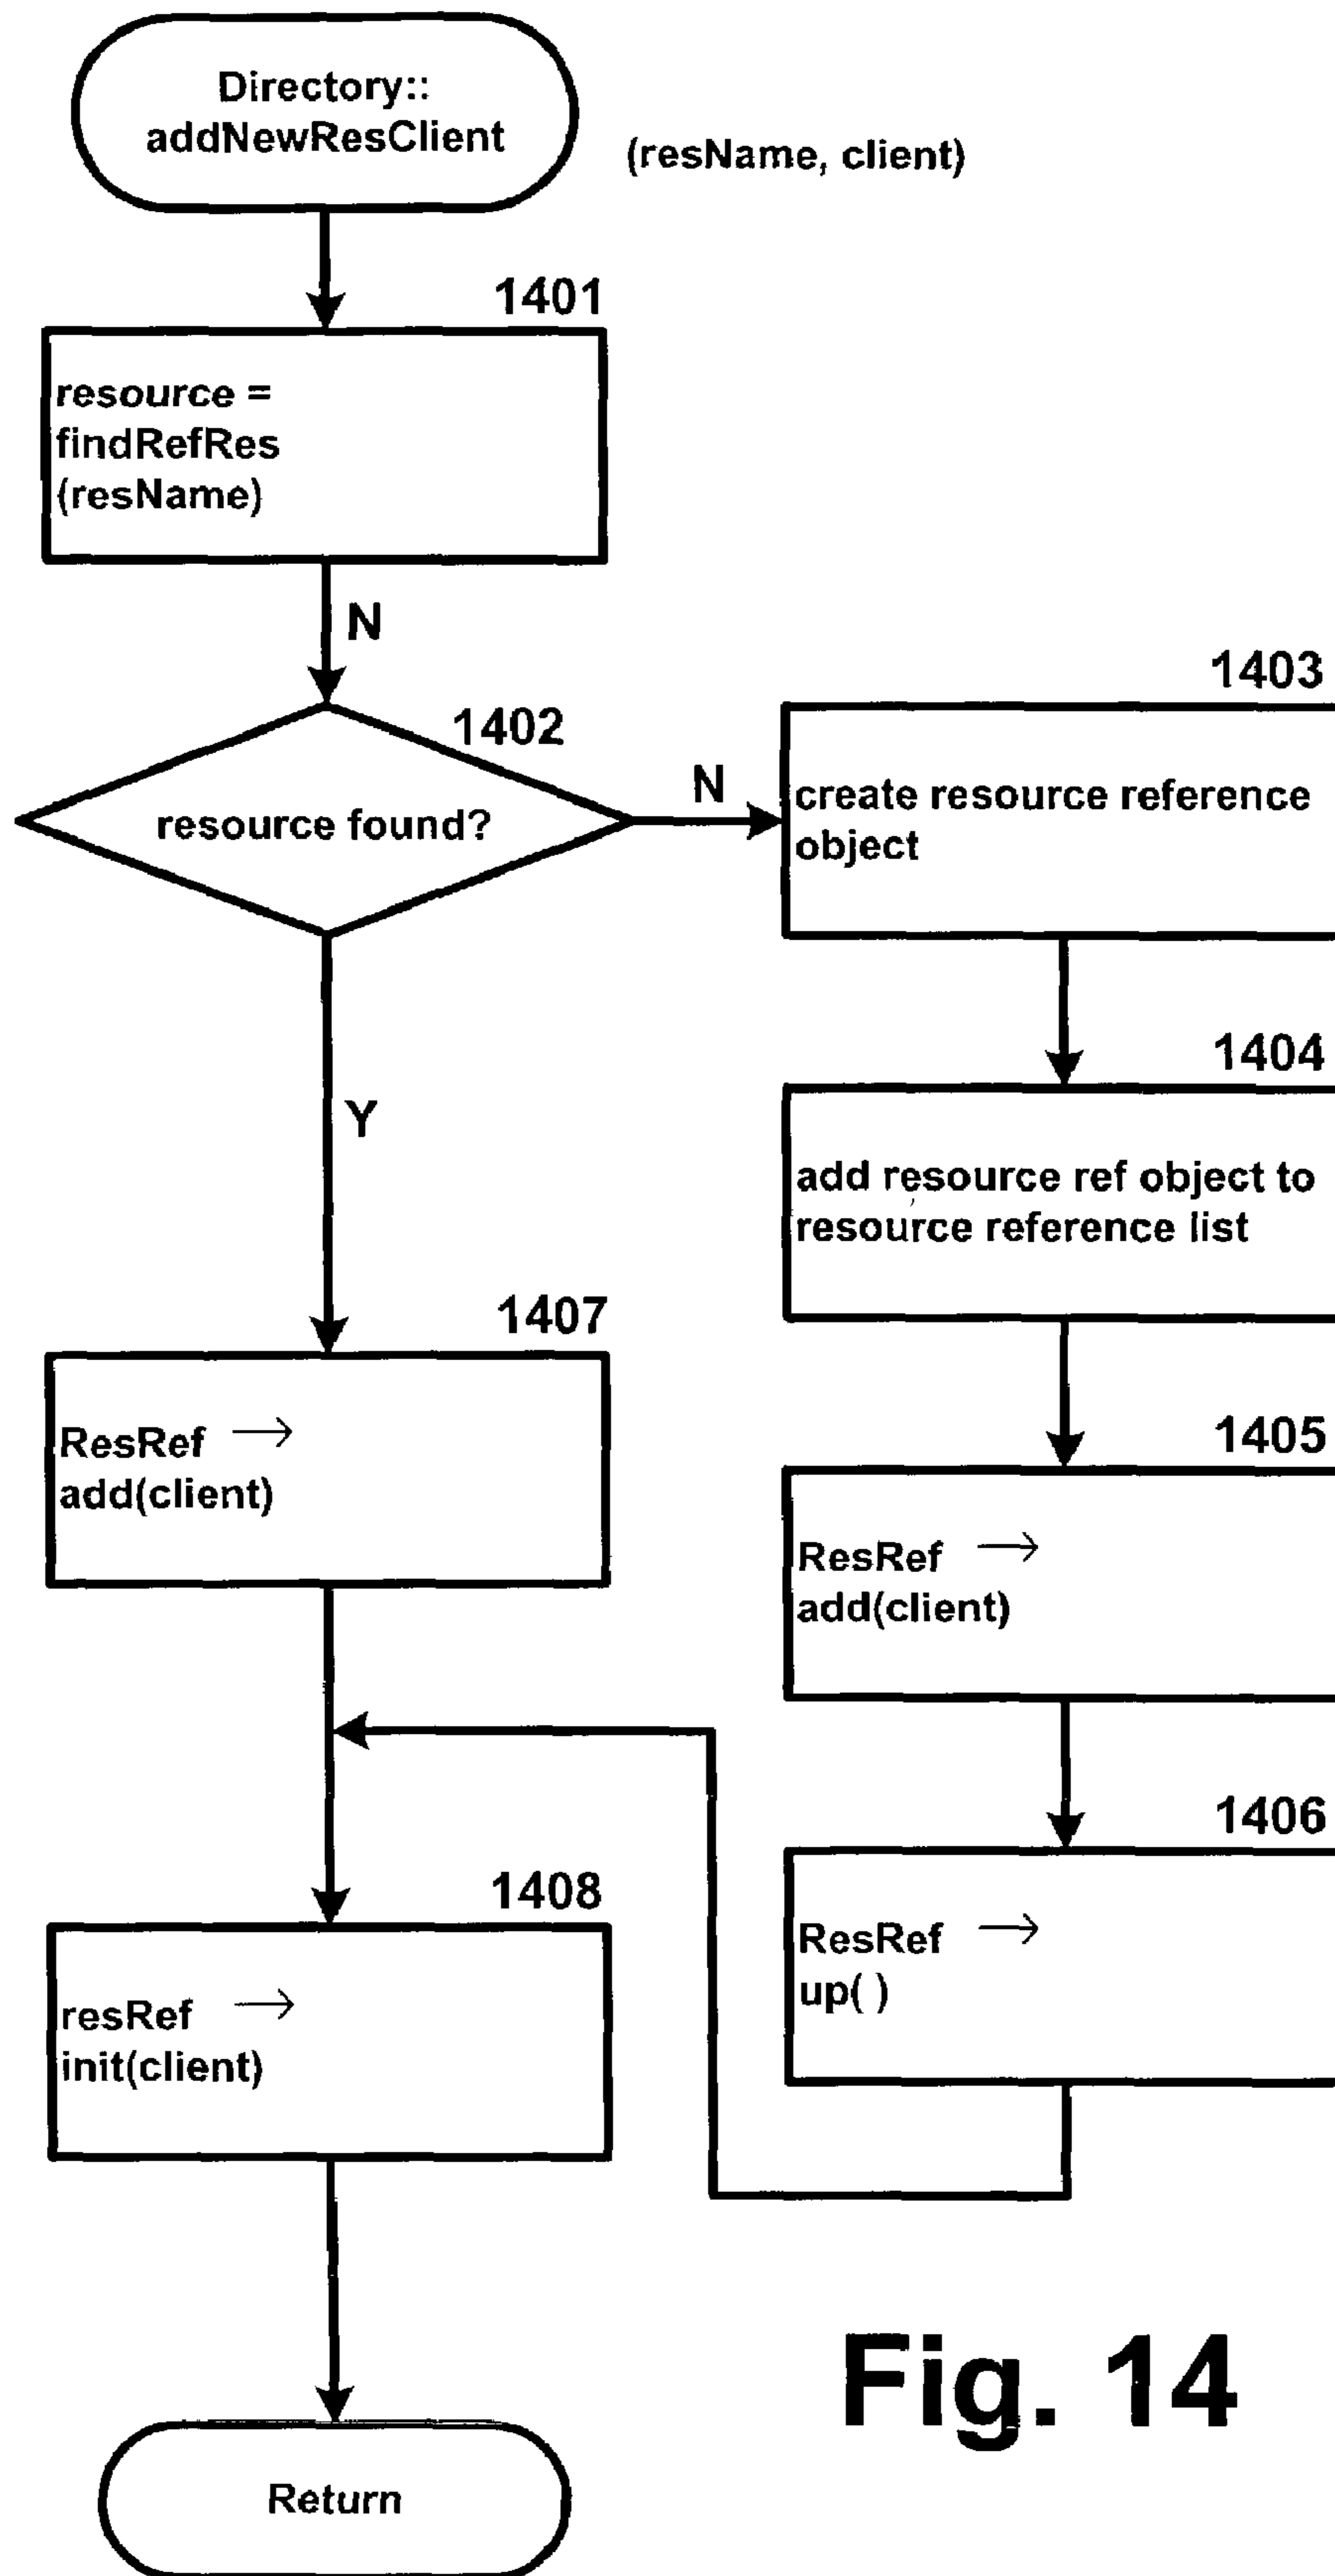 Directory::
addNewResClient
(resName, client)
1401
resource =
findRefRes
(resName)
N
1402
resource found?
N
1403
create resource reference
object
1404
add resource ref object to
resource reference list
1405
ResRef →
add(client)
1406
ResRef →
up( )
Y
1407
ResRef →
add(client)
1408
resRef →
init(client)
Return
Fig. 14